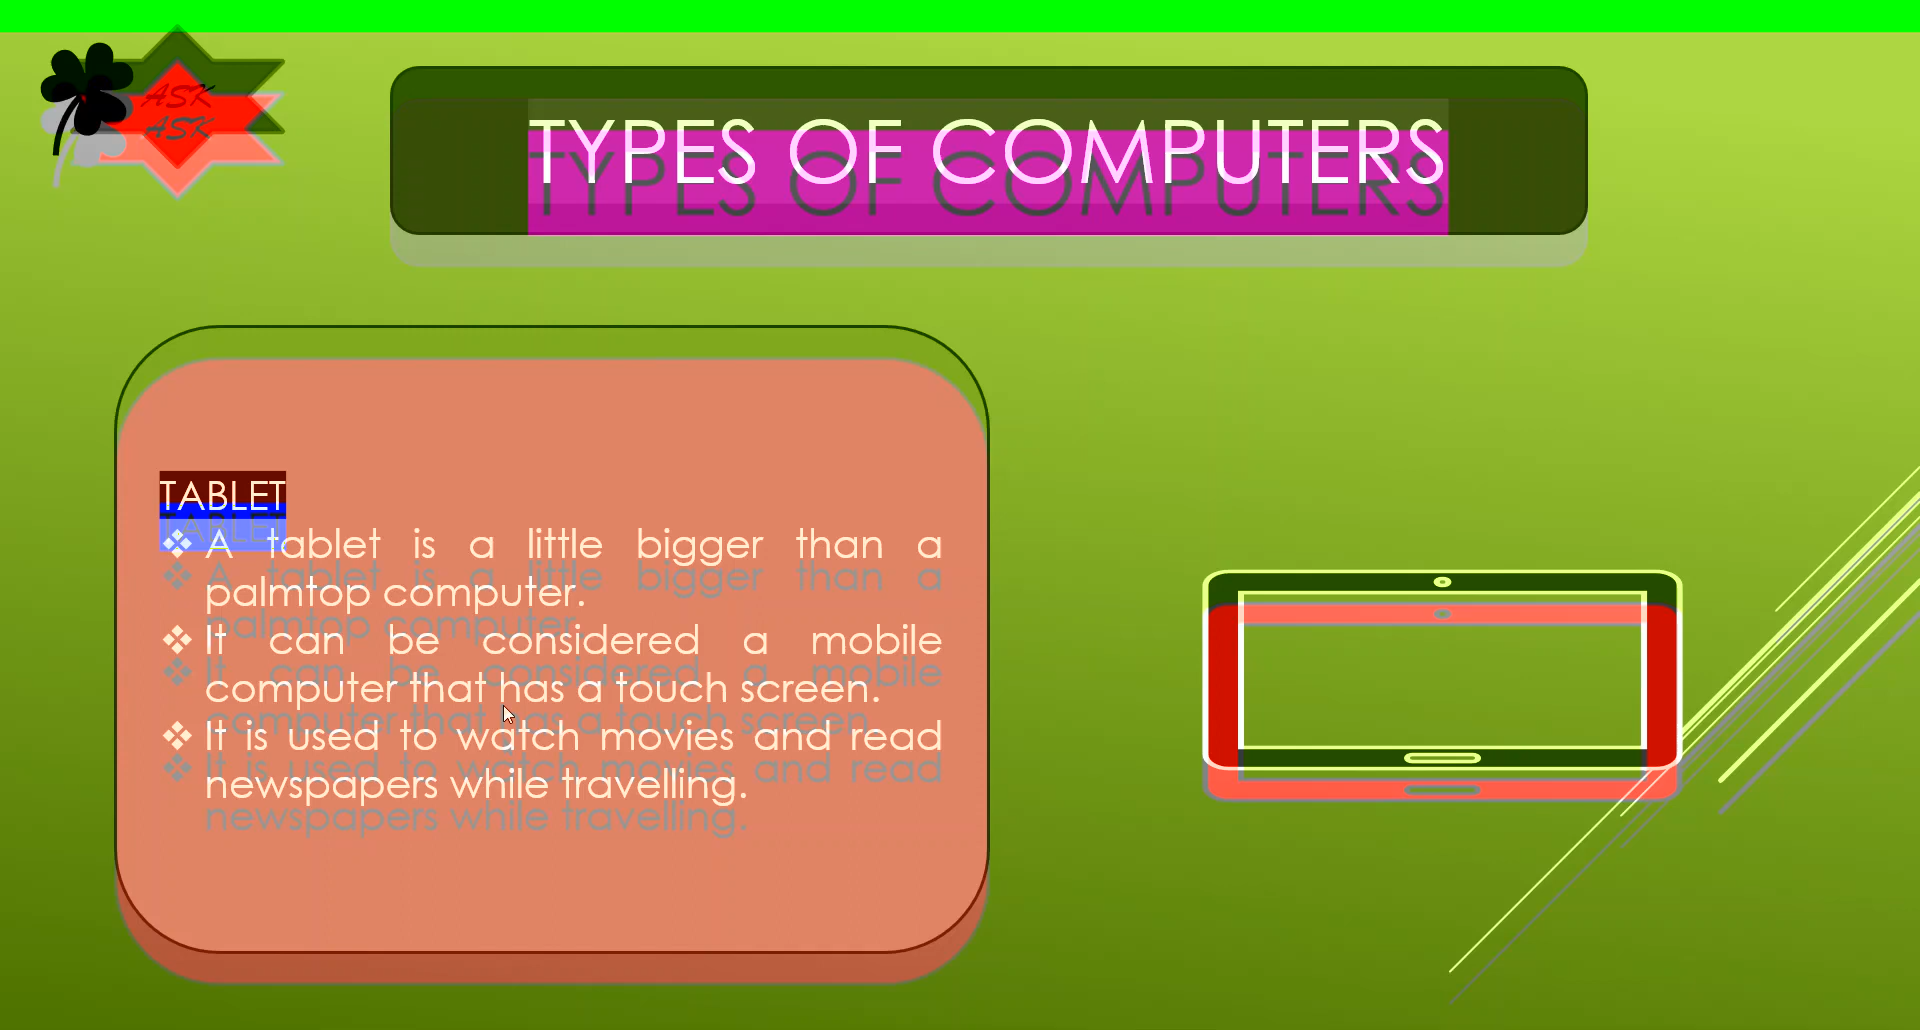 ASK
TYPES OF COMPUTERS
TABLET
❖ A tablet is a little bigger than a
palmtop computer.
❖ It can be considered a mobile
computer that has a touch screen.
❖ It is used to watch movies and read
newspapers while travelling.